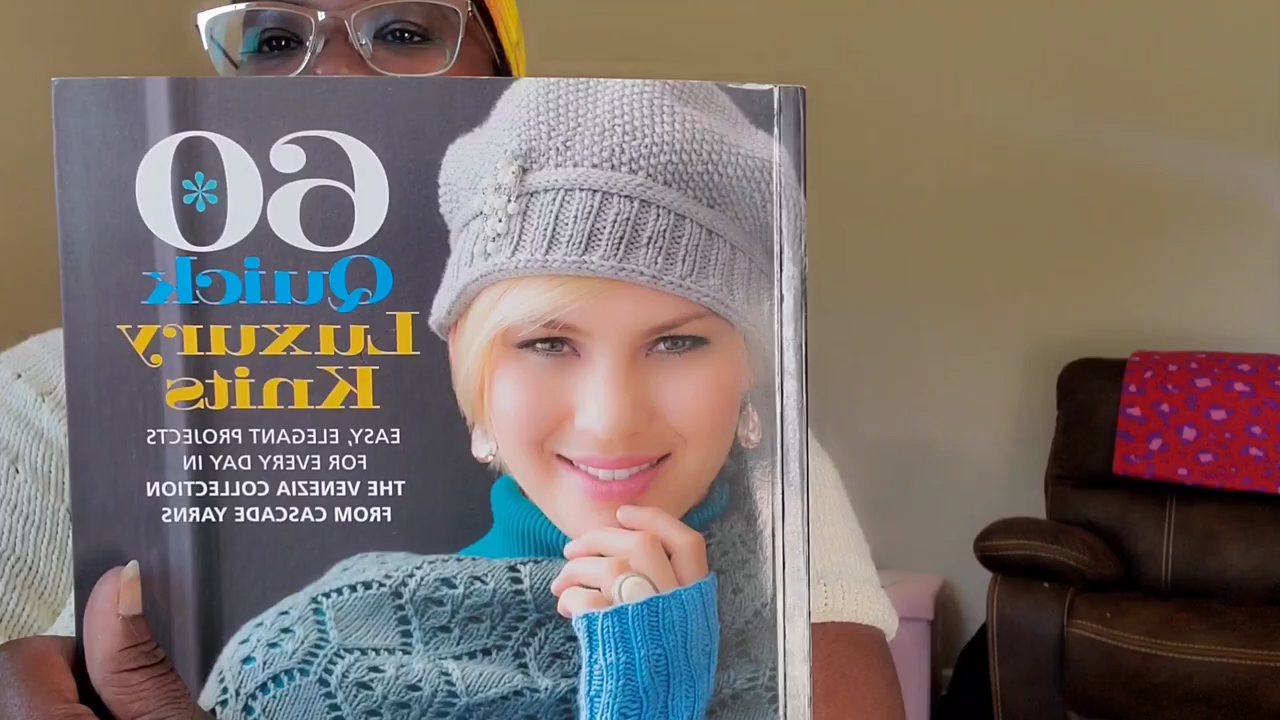 60
Quick
Luxury
Knits
EASY, ELEGANT PROJECTS
FOR EVERY DAY IN
THE VENEZIA COLLECTION
FROM CASCADE YARNS